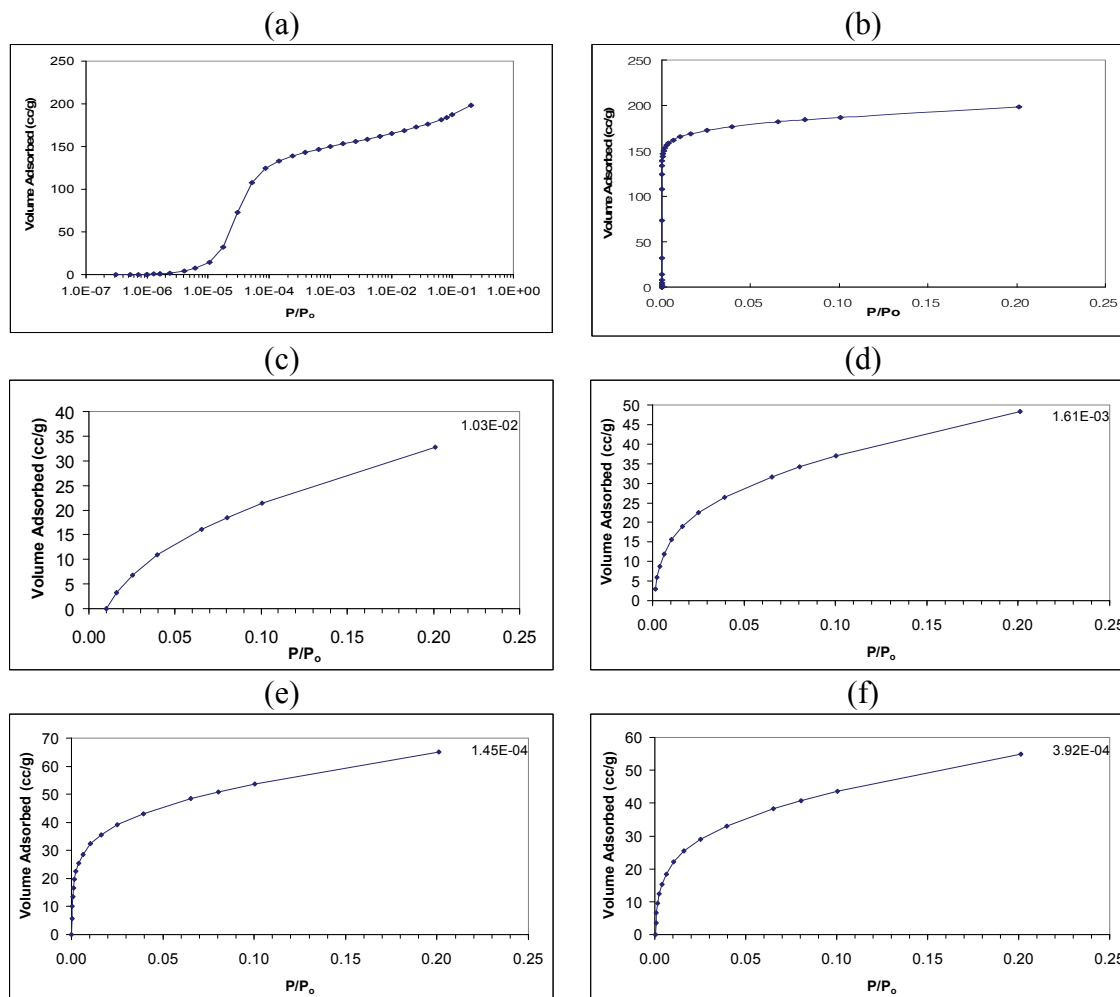 (a)
250
200
150
100
50
0
Volume Adsorbed (cc/g)
1.0E-07 1.0E-06 1.0E-05 1.0E-04 1.0E-03 1.0E-02 1.0E-01 1.0E+00
P/Po
(b)
250
200
150
100
50
0
Volume Adsorbed (cc/g)
0.00 0.05 0.10 0.15 0.20 0.25
P/Po
(c)
1.03E-02
40
35
30
25
20
15
10
5
0
Volume Adsorbed (cc/g)
0.00 0.05 0.10 0.15 0.20 0.25
P/Po
(d)
1.61E-03
50
45
40
35
30
25
20
15
10
5
0
Volume Adsorbed (cc/g)
0.00 0.05 0.10 0.15 0.20 0.25
P/Po
(e)
1.45E-04
70
60
50
40
30
20
10
0
Volume Adsorbed (cc/g)
0.00 0.05 0.10 0.15 0.20 0.25
P/Po
(f)
3.92E-04
60
50
40
30
20
10
0
Volume Adsorbed (cc/g)
0.00 0.05 0.10 0.15 0.20 0.25
P/Po